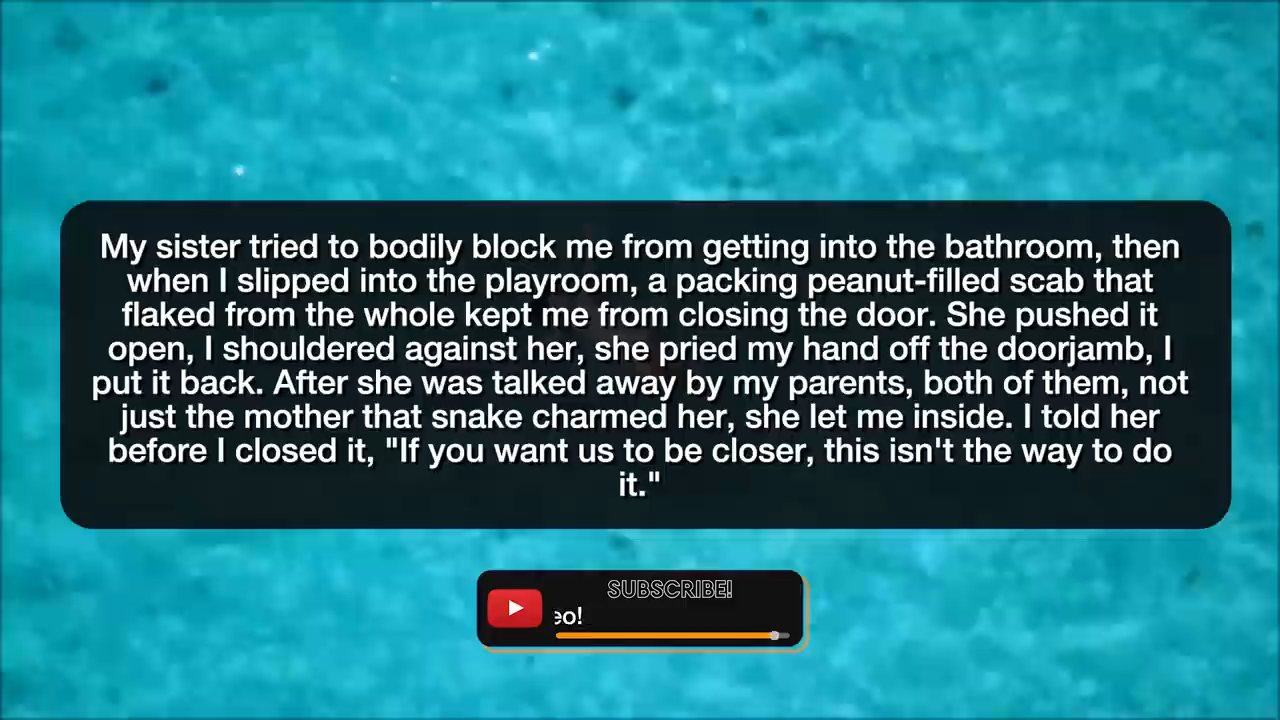 My sister tried to bodily block me from getting into the bathroom, then
when I slipped into the playroom, a packing peanut-filled scab that
flaked from the whole kept me from closing the door. She pushed it
open, I shouldered against her, she pried my hand off the doorjamb, I
put it back. After she was talked away by my parents, both of them, not
just the mother that snake charmed her, she let me inside. I told her
before I closed it, "If you want us to be closer, this isn't the way to do
it."
SUBSCRIBE!
eo!